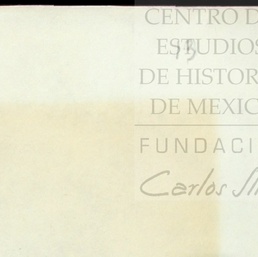 CENTRO D
ESTUDIOS
DE HISTOR
DE MEXIC
FUNDACI
Carlos Sli